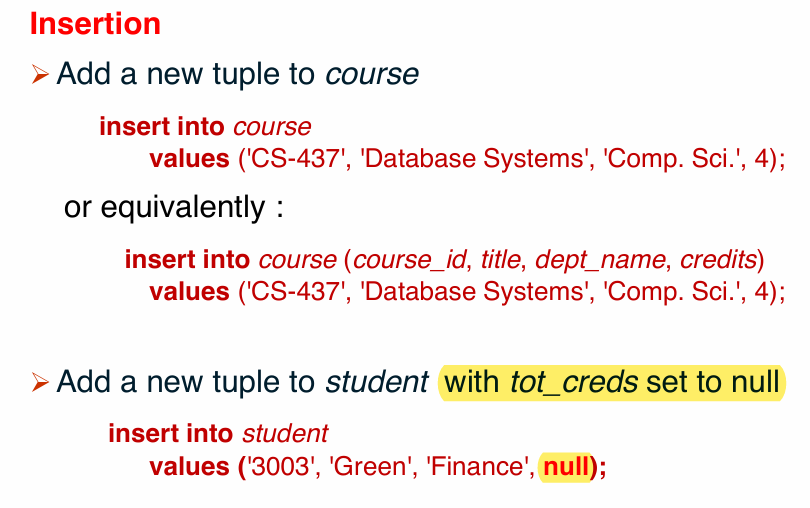 Insertion
➢ Add a new tuple to course
insert into course
values ('CS-437', 'Database Systems', 'Comp. Sci.', 4);
or equivalently :
insert into course (course_id, title, dept_name, credits)
values ('CS-437', 'Database Systems', 'Comp. Sci.', 4);
➢ Add a new tuple to student with tot_creds set to null
insert into student
values ('3003', 'Green', 'Finance', null);